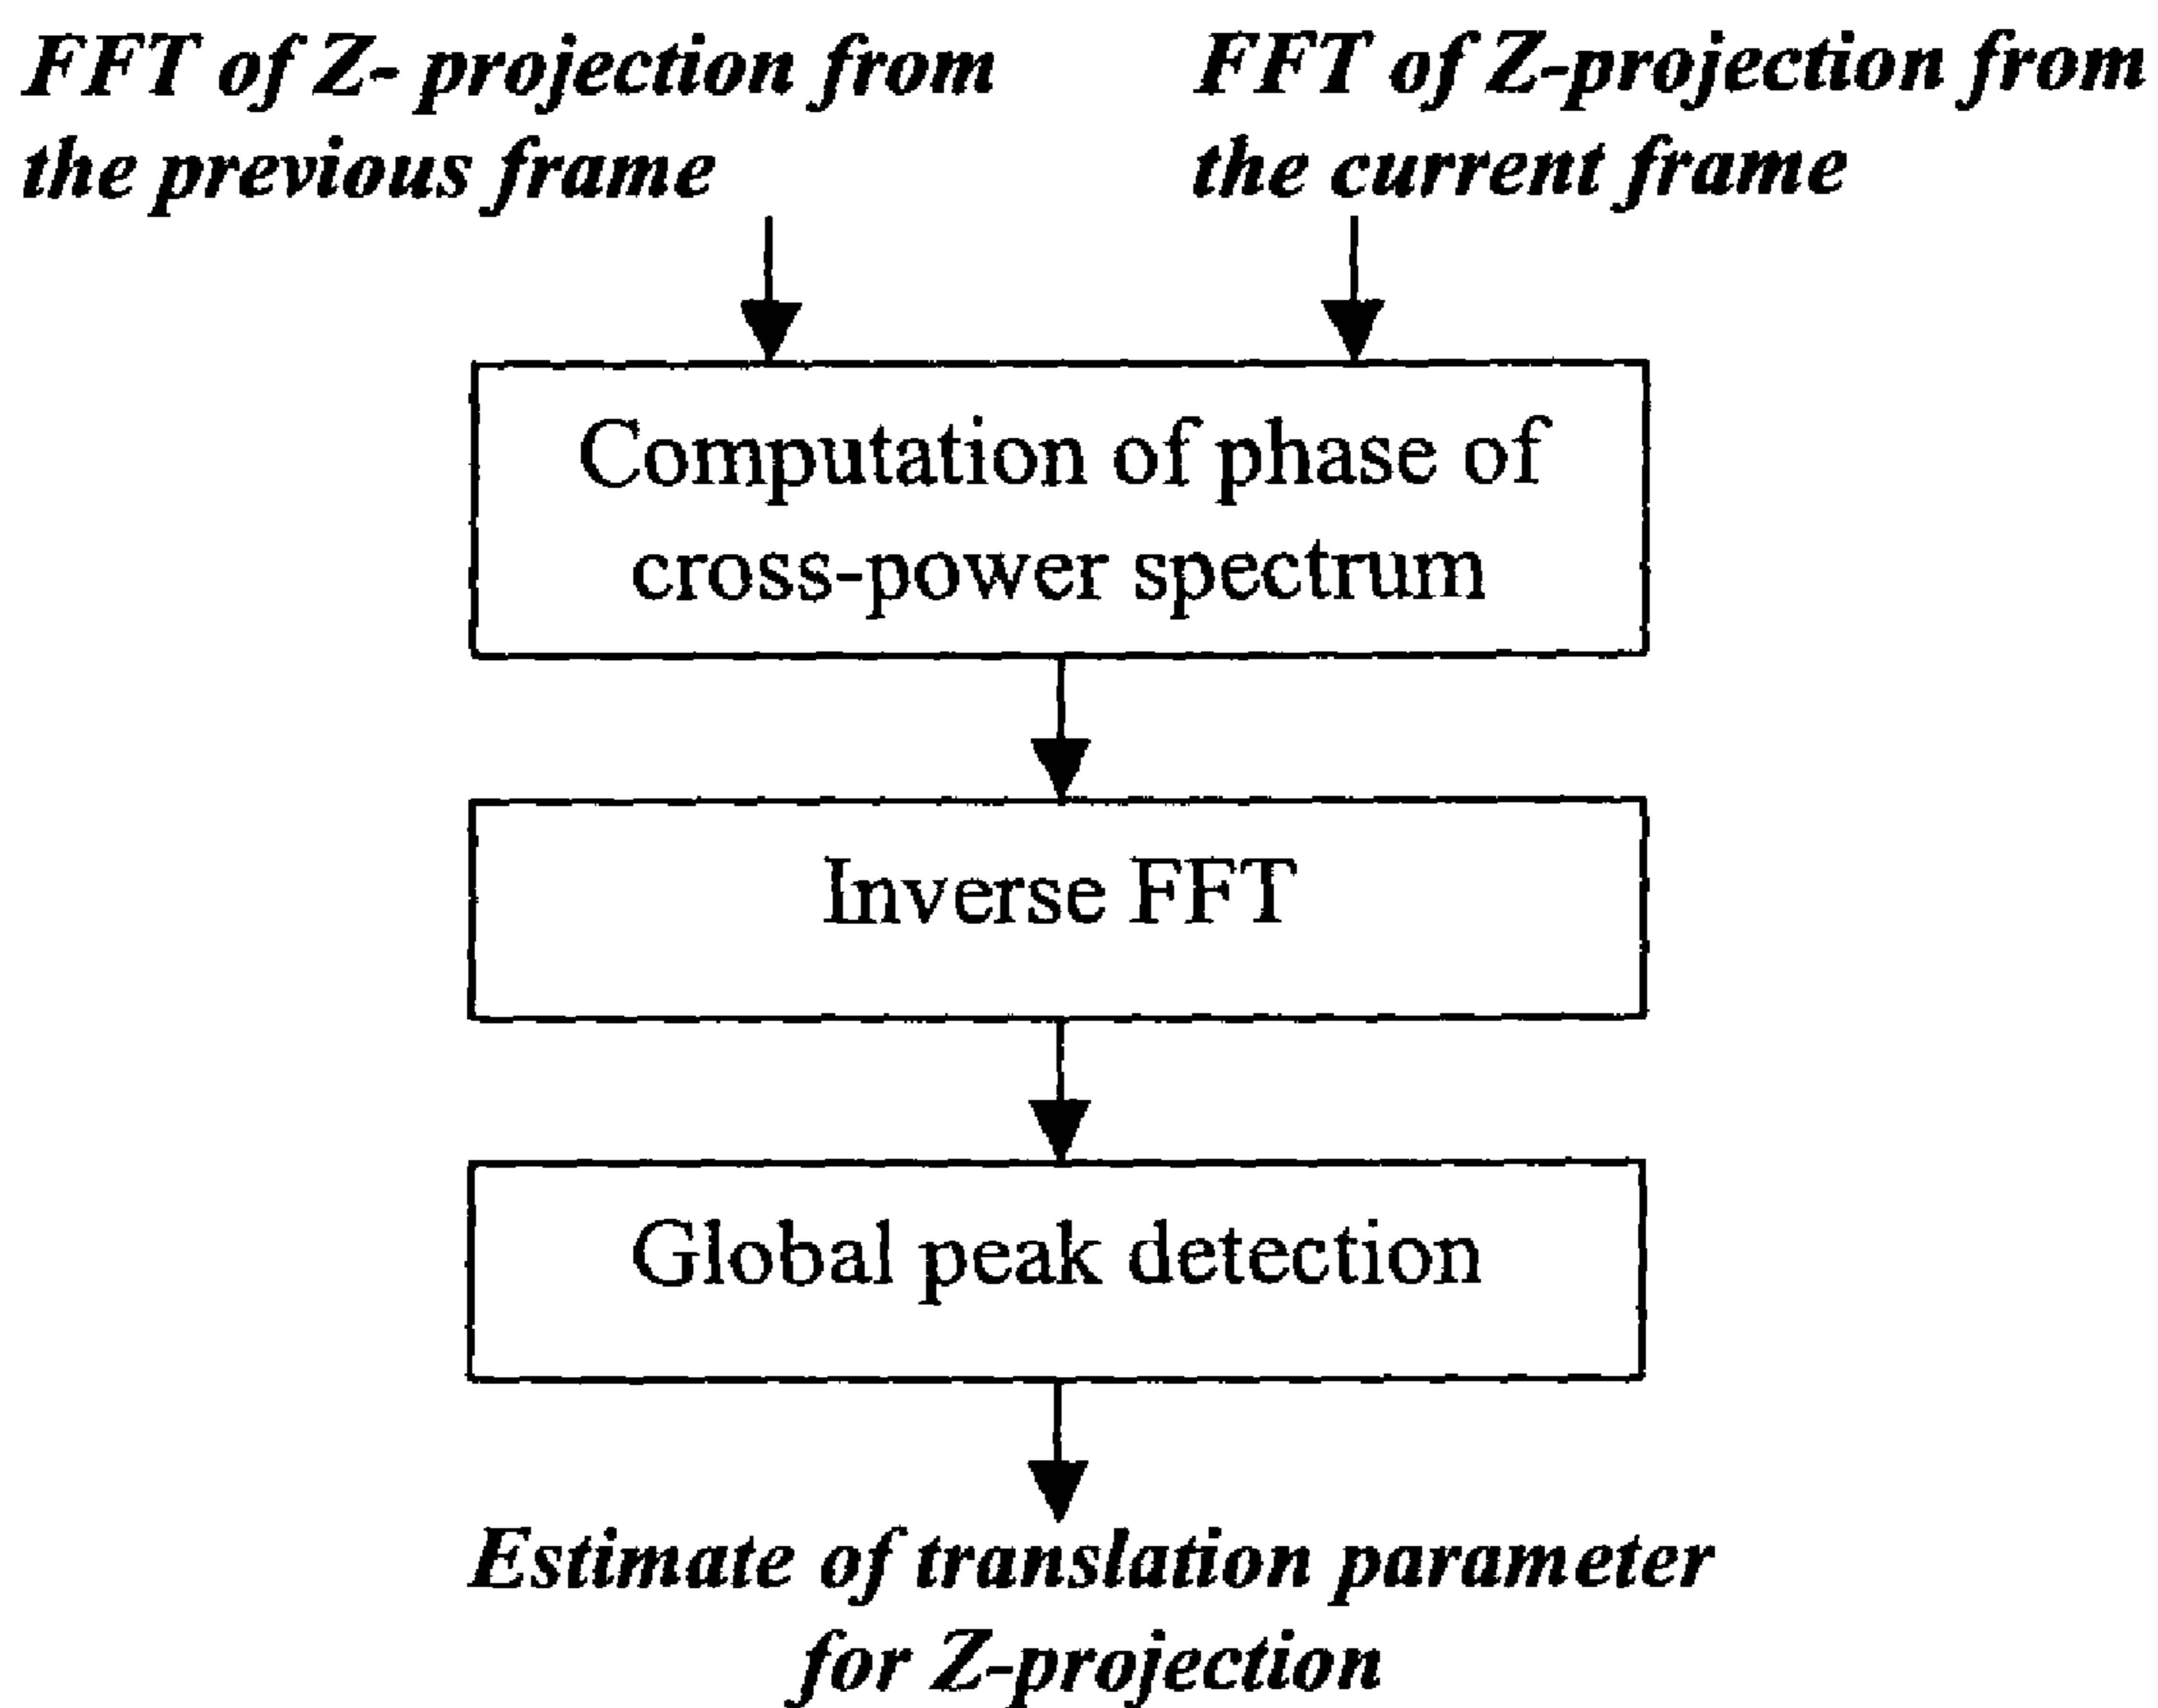 FFT of Z- projection from
the previous frame
FFT of Z-projection from
the current frame
Computation of phase of
cross-power spectrum
Inverse FFT
Global peak detection
Estimate of translation parameter
for Z-projection